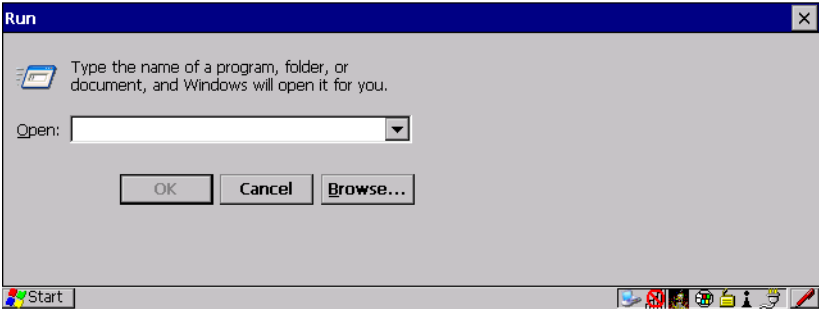 Run
Type the name of a program, folder, or
document, and Windows will open it for you.
Open:
OK Cancel Browse...
Start